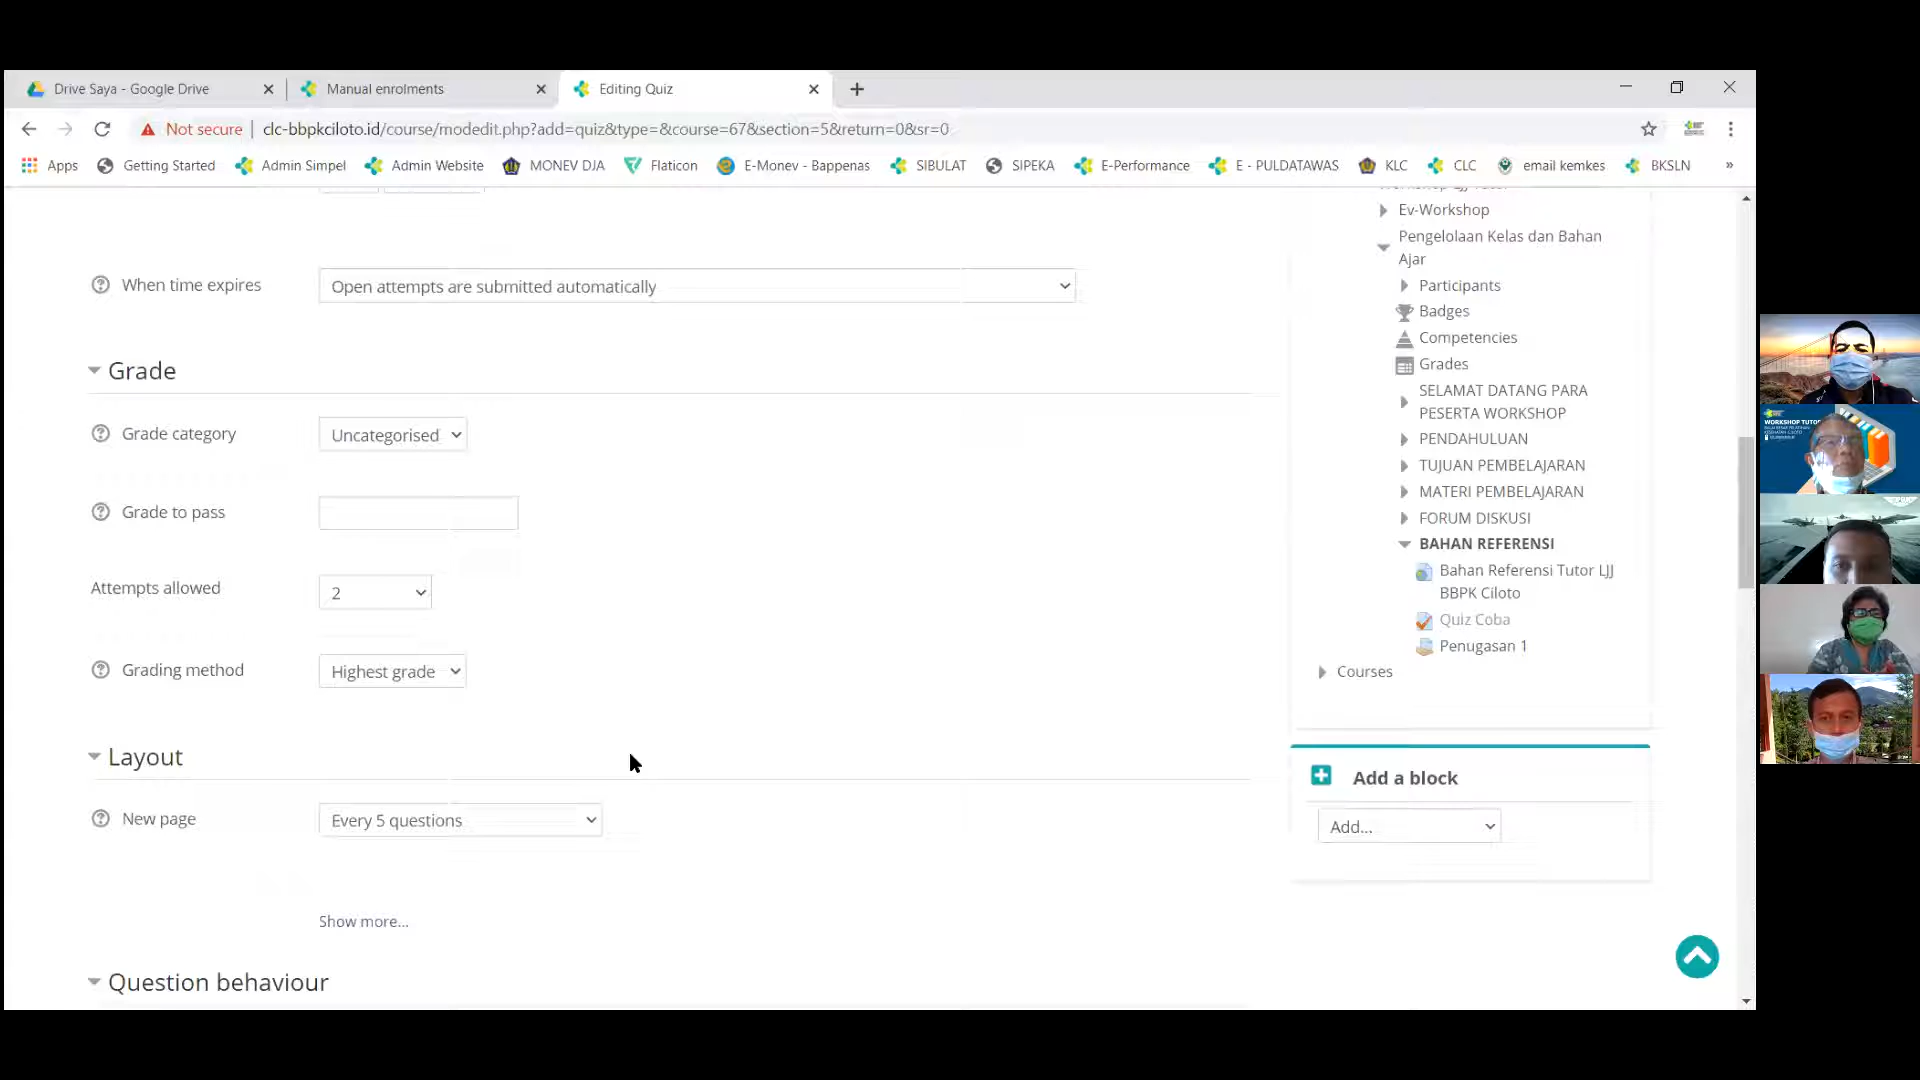 Drive Saya - Google Drive
Manual enrolments
Editing Quiz
Not secure
clc-bbpkciloto.id/course/modedit.php?add=quiz&type=&course=67&section=5&return=0&sr=0
Apps
Getting Started
Admin Simpel
Admin Website
MONEV DJA
Flaticon
E-Monev - Bappenas
SIBULAT
SIPEKA
E-Performance
E - PULDATAWAS
KLC
CLC
email kemkes
BKSLN
»
When time expires
Open attempts are submitted automatically
Grade
Grade category
Uncategorised
Grade to pass
Attempts allowed
2
Grading method
Highest grade
Layout
New page
Every 5 questions
Show more...
Question behaviour
Ev-Workshop
Pengelolaan Kelas dan Bahan
Ajar
Participants
Badges
Competencies
Grades
SELAMAT DATANG PARA
PESERTA WORKSHOP
PENDAHULUAN
TUJUAN PEMBELAJARAN
MATERI PEMBELAJARAN
FORUM DISKUSI
BAHAN REFERENSI
Bahan Referensi Tutor LJJ
BBPK Ciloto
Quiz Coba
Penugasan 1
Courses
Add a block
Add...
WORKSHOP TUTOR